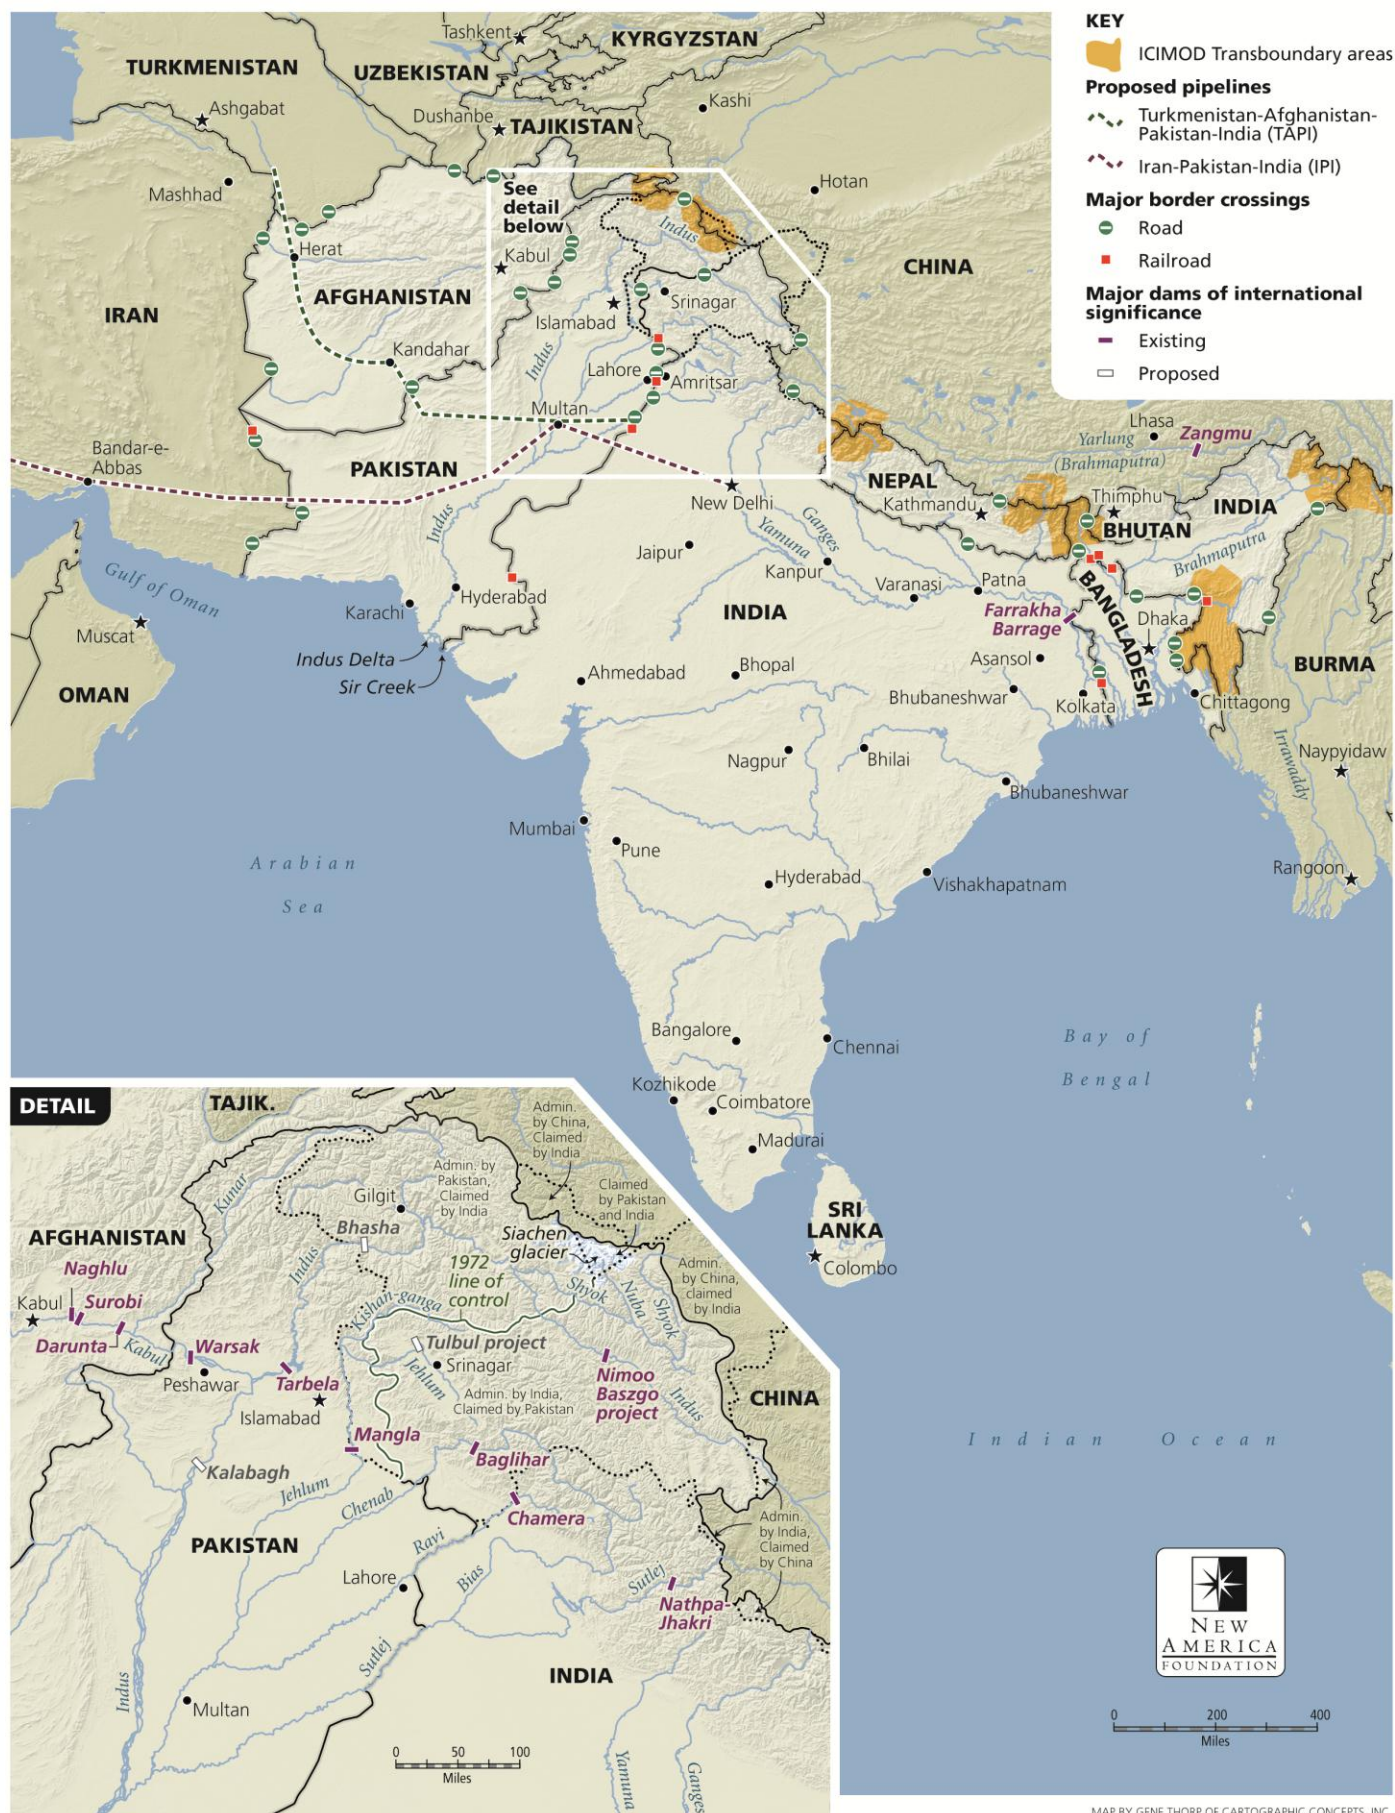 KEY
ICIMOD Transboundary areas
Proposed pipelines
Turkmenistan-Afghanistan-
Pakistan-India (TAPI)
Iran-Pakistan-India (IPI)
Major border crossings
Road
Railroad
Major dams of international
significance
Existing
Proposed
Tashkent
KYRGYZSTAN
TURKMENISTAN
UZBEKISTAN
Ashgabat
Dushanbe
TAJIKISTAN
Kashi
Mashhad
See
detail
below
Hotan
Indus
Herat
Kabul
CHINA
AFGHANISTAN
IRAN
Islamabad
Srinagar
Kandahar
Indus
Lahore
Amritsar
Multan
Lhasa
Yarlung
(Brahmaputra)
Zangmu
Bandar-e-
Abbas
PAKISTAN
NEPAL
Kathmandu
Thimphu
INDIA
New Delhi
BHUTAN
Indus
Ganges
Yamuna
Jaipur
Brahmaputra
Kanpur
Gulf of Oman
Varanasi
Patna
Karachi
Hyderabad
INDIA
Farrakha
Barrage
BANGLADESH
Dhaka
Muscat
Indus Delta
Sir Creek
Asansol
BURMA
OMAN
Ahmedabad
Bhopal
Bhubaneshwar
Kolkata
Chittagong
Irrawaddy
Naypyidaw
Nagpur
Bhilai
Bhubaneshwar
Mumbai
Pune
Arabian
Sea
Hyderabad
Vishakhapatnam
Rangoon
Bangalore
Chennai
Bay of
Bengal
Kozhikode
Coimbatore
Madurai
SRI
LANKA
Colombo
Indian Ocean
DETAIL
TAJIK.
Admin.
by China,
Claimed
by India
Admin. by
Pakistan,
Claimed
by India
Claimed
by Pakistan
and India
Kunar
Gilgit
Bhasha
Siachen
glacier
AFGHANISTAN
Naghlu
Indus
1972
line of
control
Admin.
by China,
claimed
by India
Shyok
Nuba
Shyok
Kabul
Surobi
Kishan-ganga
Darunta
Kabul
Warsak
Tulbul project
Peshawar
Tarbela
Jehlum
Srinagar
Nimoo
Baszgo
project
Indus
Islamabad
Admin. by India,
Claimed by Pakistan
CHINA
Mangla
Baglihar
Kalabagh
Jehlum
Chenab
Chamera
Admin.
by India,
Claimed
by China
PAKISTAN
Ravi
Lahore
Bias
Sutlej
Nathpa-
Jhakri
Sutlej
INDIA
Indus
Multan
Yamuna
Ganges
0 50 100
Miles
NEW
AMERICA
FOUNDATION
0 200 400
Miles
MAP BY GENE THORP OF CARTOGRAPHIC CONCEPTS, INC.